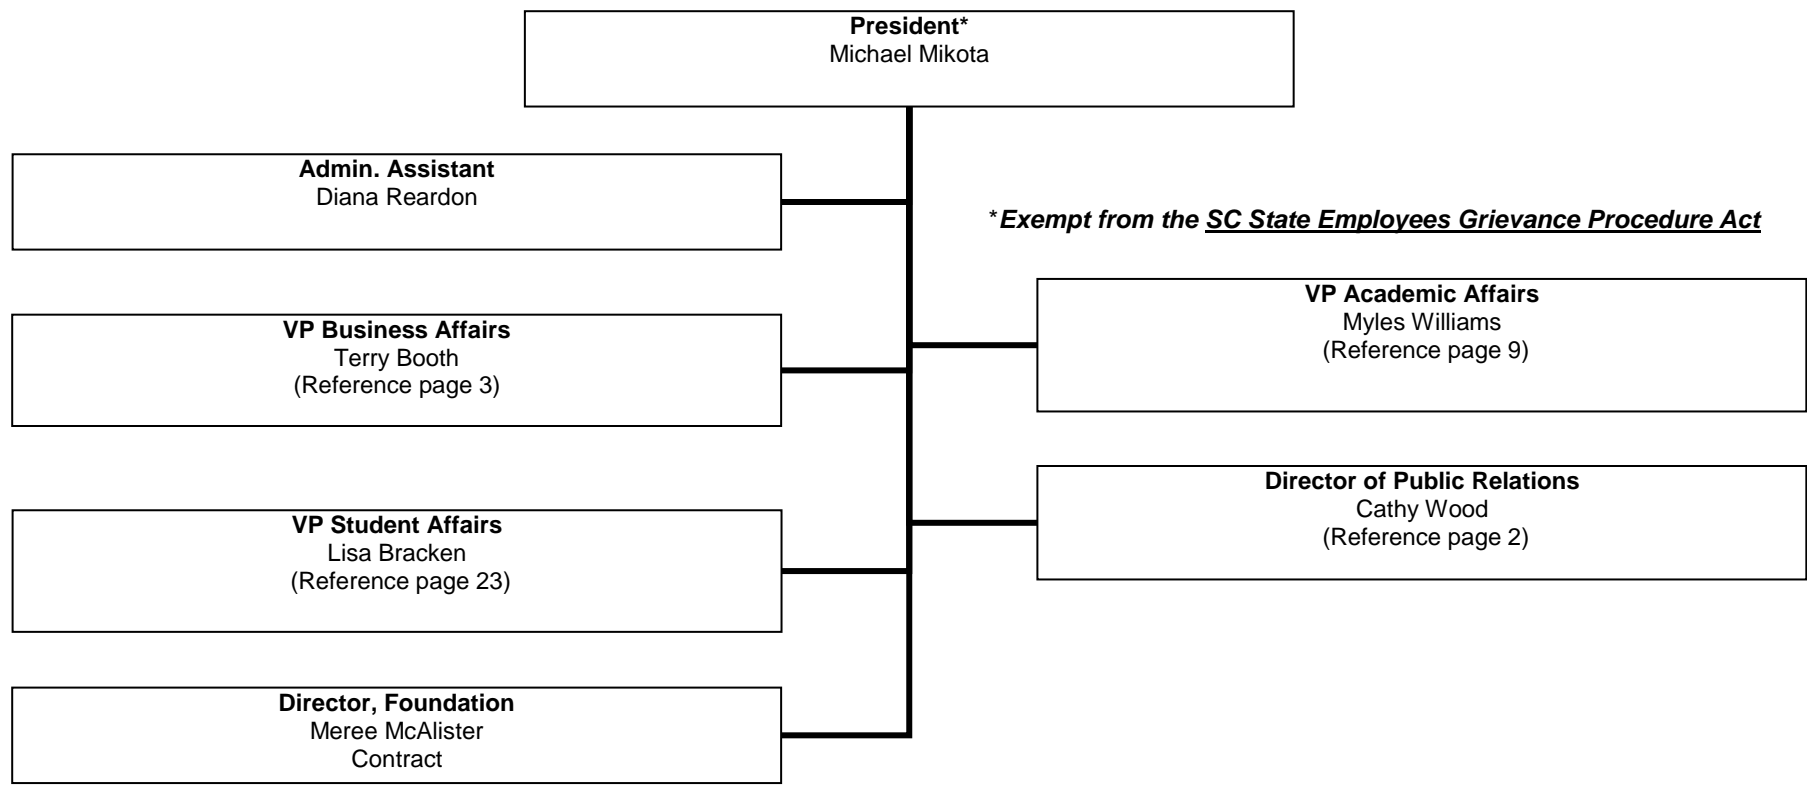 President*
Michael Mikota
Admin. Assistant
Diana Reardon
*Exempt from the SC State Employees Grievance Procedure Act
VP Business Affairs
Terry Booth
(Reference page 3)
VP Academic Affairs
Myles Williams
(Reference page 9)
VP Student Affairs
Lisa Bracken
(Reference page 23)
Director of Public Relations
Cathy Wood
(Reference page 2)
Director, Foundation
Meree McAlister
Contract